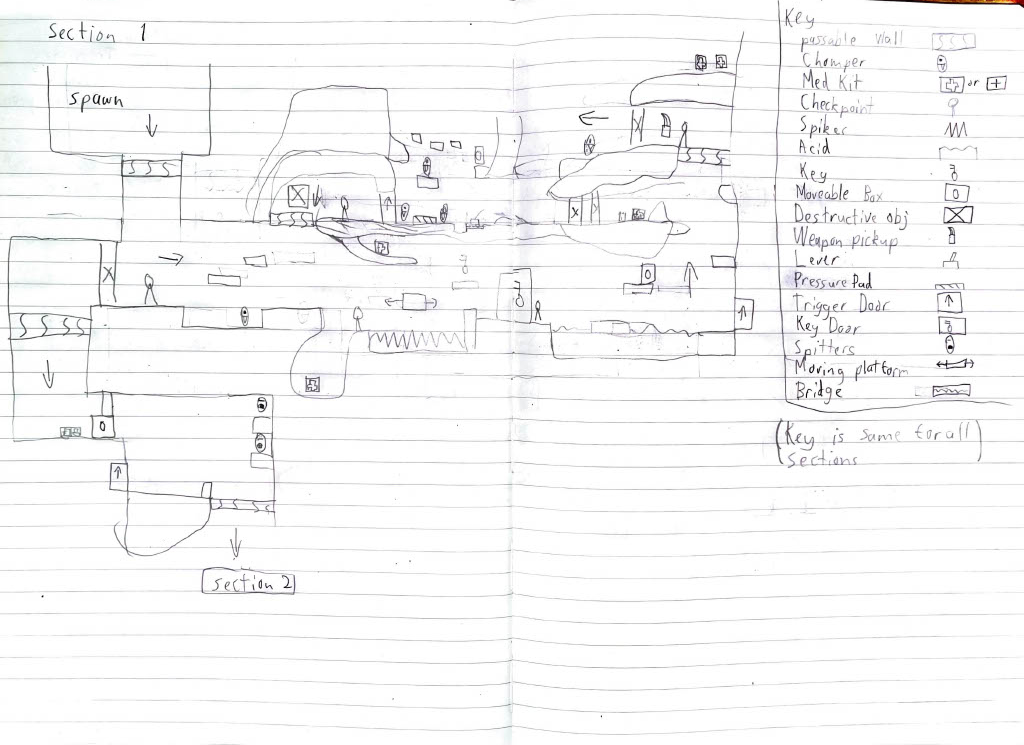 Section 1
Spawn
Section 2
Key
passable Wall
Chomper
Med Kit
or
Checkpoint
Spikes
Acid
Key
Moveable Box
Destructive obj
Weapon pickup
Lever
Pressure Pad
Trigger Door
Key Door
Spitters
Moving platform
Bridge
(Key is same for all
sections)